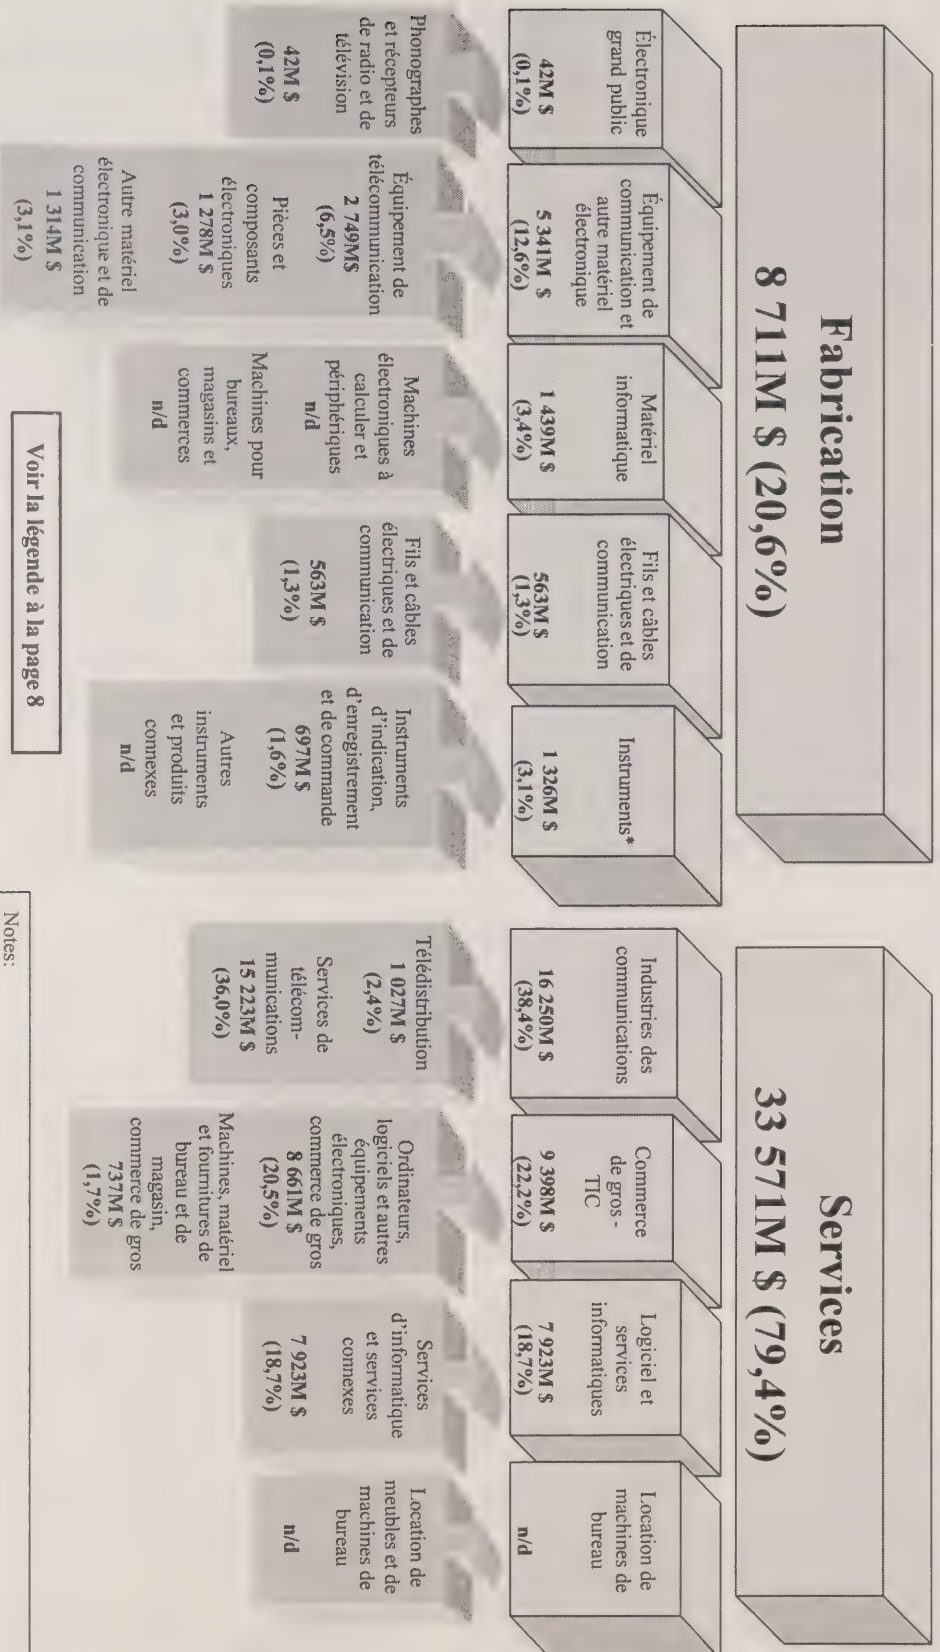 Fabrication
8 711M $ (20,6%)
Services
33 571M $ (79,4%)
Électronique
grand public
42M $
(0,1%)
Équipement de
communication et
autre matériel
électronique
5 341M $
(12,6%)
Matériel
informatique
1 439M $
(3,4%)
Fils et câbles
électriques et de
communication
563M $
(1,3%)
Instruments*
1 326M $
(3,1%)
Industries des
communications
16 250M $
(38,4%)
Commerce
de gros -
TIC
9 398M $
(22,2%)
Logiciel et
services
informatiques
7 923M $
(18,7%)
Location de
machines de
bureau
n/d
Phonographes
et récepteurs
de radio et de
télévision
42M $
(0,1%)
Équipement de
télécommunication
2 749M$
(6,5%)
Pièces et
composants
électroniques
1 278M $
(3,0%)
Autre matériel
électronique et de
communication
1 314M $
(3,1%)
Machines
électroniques à
calculer et
périphériques
n/d
Machines pour
bureaux,
magasins et
commerces
n/d
Fils et câbles
électriques et de
communication
563M $
(1,3%)
Instruments
d'indication,
d'enregistrement
et de commande
697M $
(1,6%)
Autres
instruments
et produits
connexes
n/d
Télédistribution
1 027M $
(2,4%)
Services de
télécom-
munications
15 223M $
(36,0%)
Ordinateurs,
logiciels et autres
équipements
électroniques,
commerce de gros
8 661M $
(20,5%)
Machines, matériel
et fournitures de
bureau et de
magasin,
commerce de gros
737M $
(1,7%)
Services
d'informatique
et services
connexes
7 923M $
(18,7%)
Location de
meubles et de
machines de
bureau
n/d
Voir la légende à la page 8
Notes: